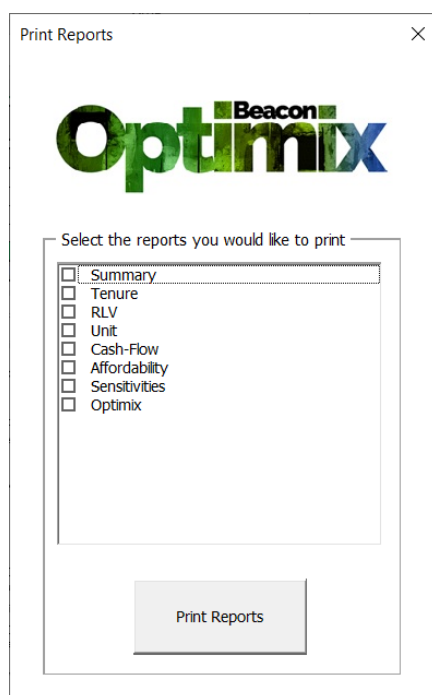 Print Reports
Beacon
Optimix
Select the reports you would like to print
Summary
Tenure
RLV
Unit
Cash-Flow
Affordability
Sensitivities
Optimix
Print Reports